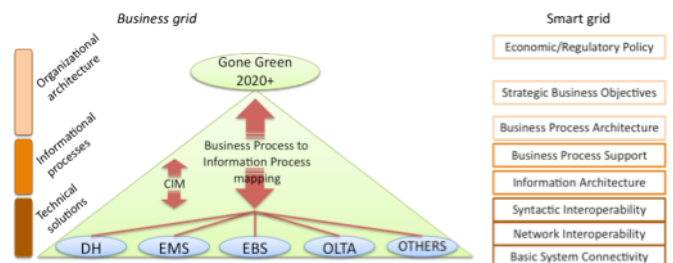 Business grid
Smart grid
Organizational
architecture
Informational
processes
Technical
solutions
Gone Green
2020+
Business Process to
Information Process
mapping
CIM
DH
EMS
EBS
OLTA
OTHERS
Economic/Regulatory Policy
Strategic Business Objectives
Business Process Architecture
Business Process Support
Information Architecture
Syntactic Interoperability
Network Interoperability
Basic System Connectivity